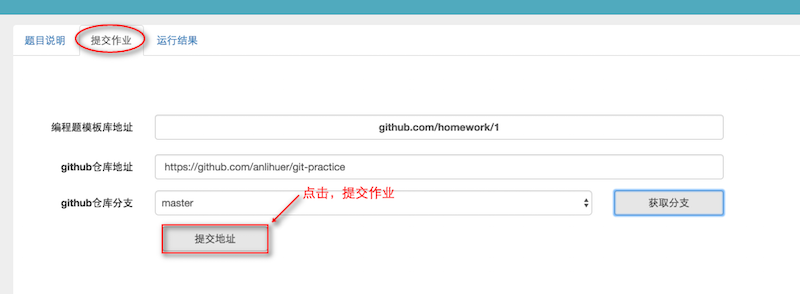 题目说明 提交作业 运行结果
编程题模板库地址 github.com/homework/1
github仓库地址 https://github.com/anlihuer/git-practice
点击，提交作业
github仓库分支 master 获取分支
提交地址